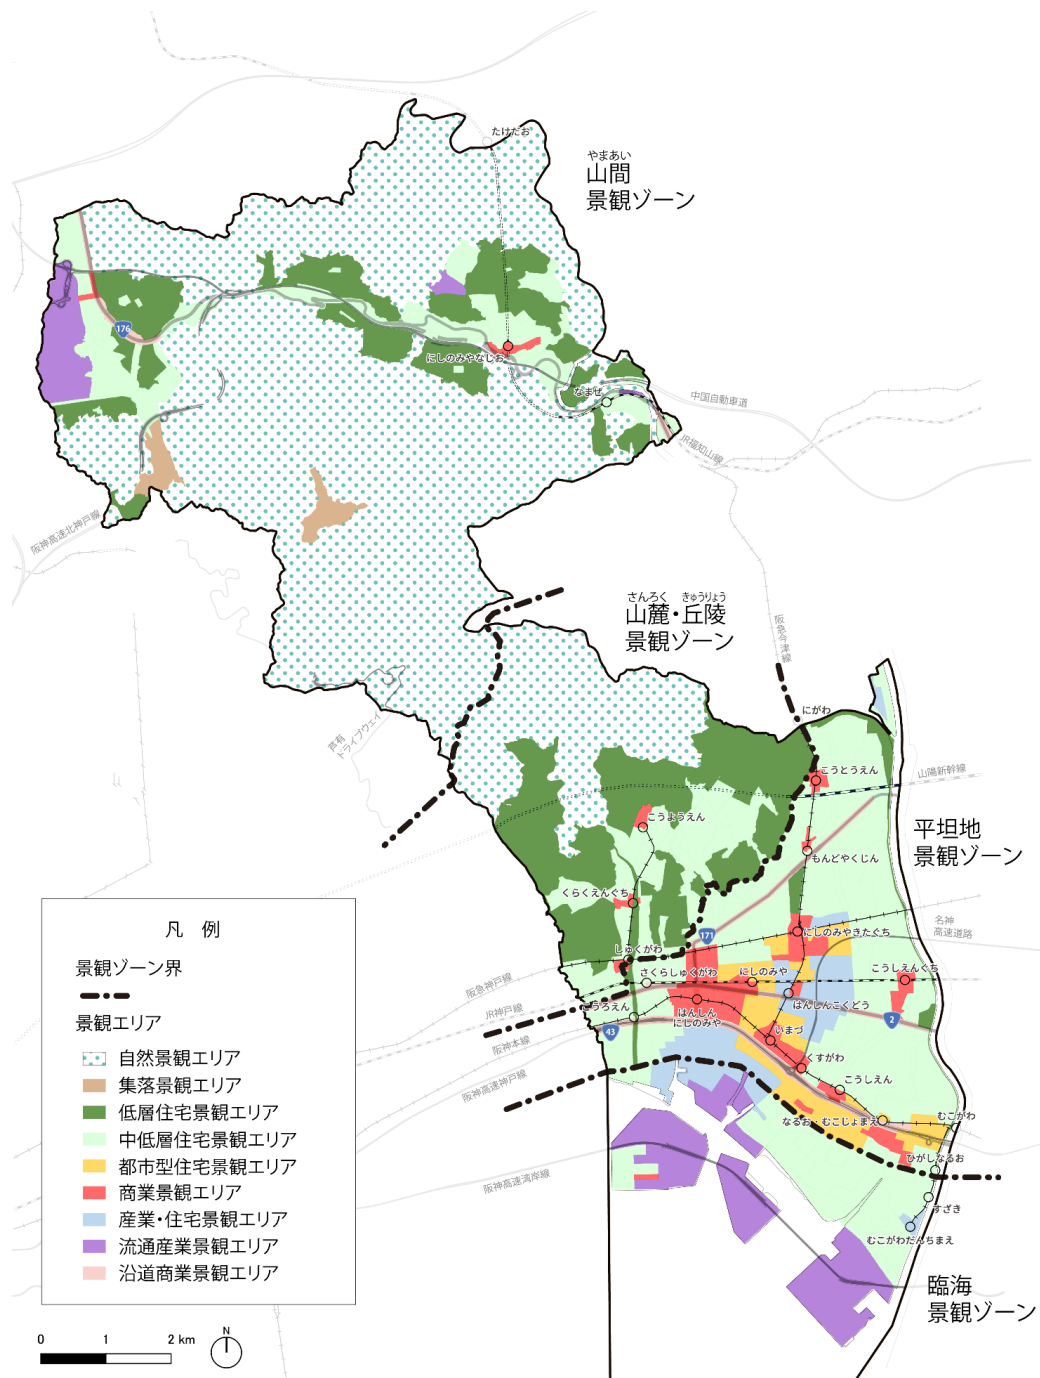 たけだお
やまあい
山間
景観ゾーン
176
にしのみやなじお
なまぜ
中国自動車道
JR福知山線
阪神高速北神戸線
さんろく きゅうりょう
山麓・丘陵
景観ゾーン
阪急今津線
芦有
ドライブウェイ
にがわ
こうとうえん
山陽新幹線
こうようえん
平坦地
景観ゾーン
もんどやくじん
くらくえんぐち
171
名神
高速道路
にしのみやきたぐち
しゅくがわ
さくらしゅくがわ
にしのみや
こうしえんぐち
阪急神戸線
JR神戸線
こうろえん
はんしん
にしのみや
はんしんこくどう
2
43
いまづ
阪神本線
くすがわ
阪神高速神戸線
こうしえん
なるお・むこじょまえ
むこがわ
ひがしなるお
阪神高速湾岸線
すざき
むこがわだんちまえ
臨海
景観ゾーン
凡 例
景観ゾーン界
景観エリア
自然景観エリア
集落景観エリア
低層住宅景観エリア
中低層住宅景観エリア
都市型住宅景観エリア
商業景観エリア
産業・住宅景観エリア
流通産業景観エリア
沿道商業景観エリア
0 1 2 km
N